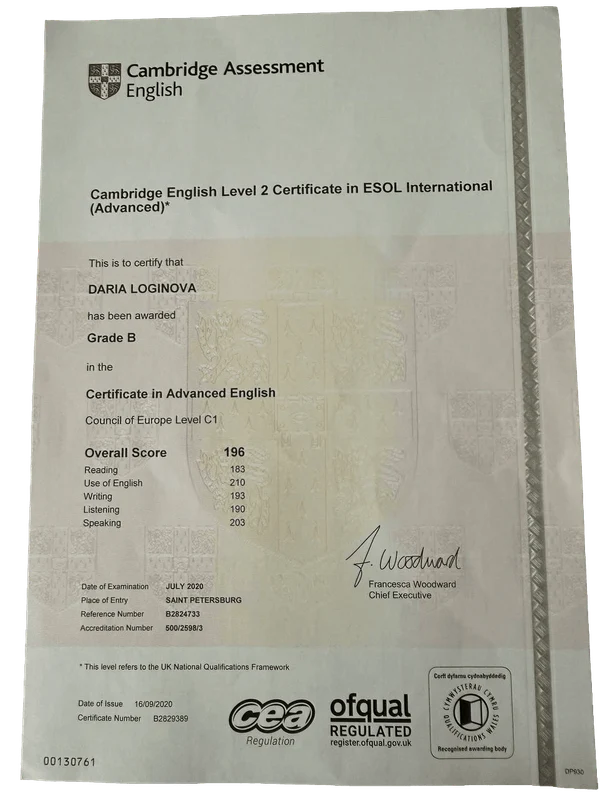 Cambridge Assessment
English
Cambridge English Level 2 Certificate in ESOL International
(Advanced)*
This is to certify that
DARIA LOGINOVA
has been awarded
Grade B
in the
Certificate in Advanced English
Council of Europe Level C1
Overall Score 196
Reading 183
Use of English 210
Writing 193
Listening 190
Speaking 203
F. Woodward
Francesca Woodward
Chief Executive
Date of Examination JULY 2020
Place of Entry SAINT PETERSBURG
Reference Number B2824733
Accreditation Number 500/2598/3
* This level refers to the UK National Qualifications Framework
Date of Issue 16/09/2020
Certificate Number B2829389
cea
Regulation
ofqual
REGULATED
register.ofqual.gov.uk
Corff dyfarnu cydnabyddedig
CYMWYSTERAU CYMRU
QUALIFICATIONS WALES
Recognised awarding body
00130761
DP930